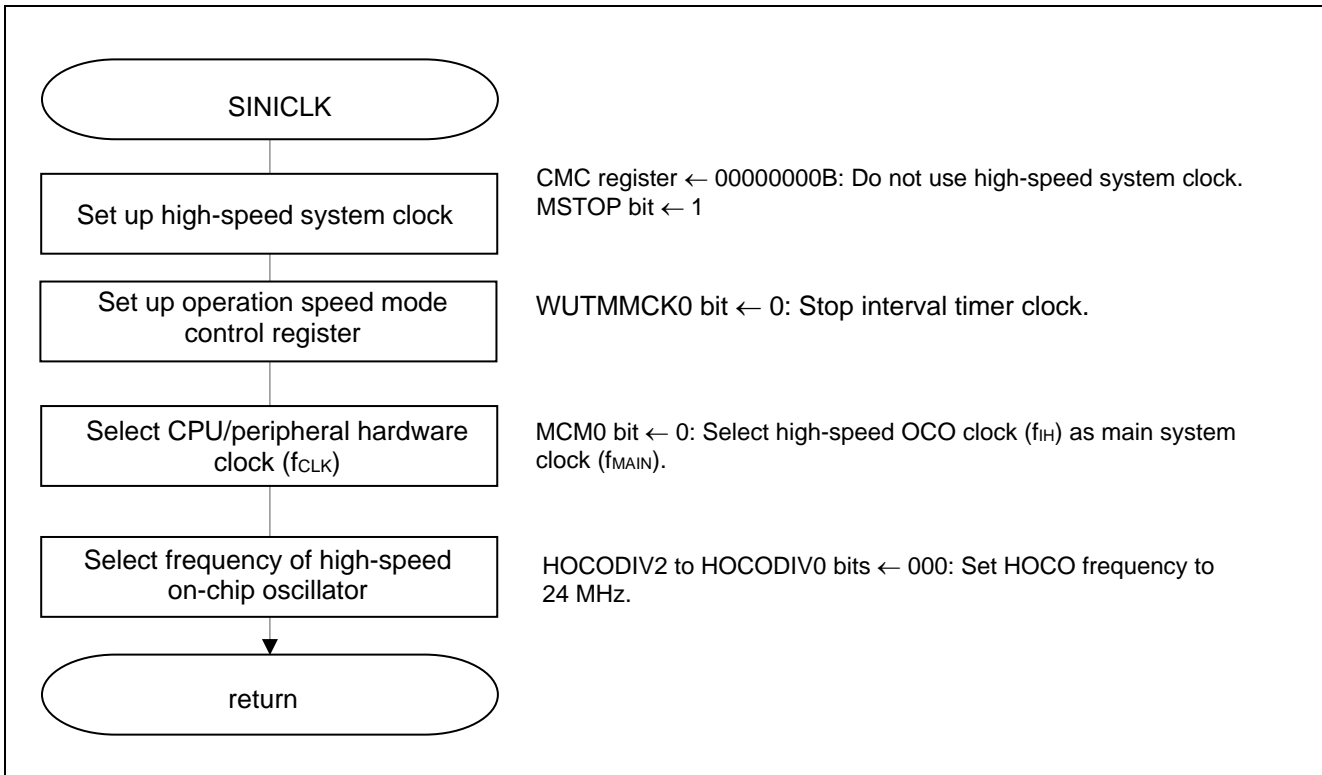 SINICLK
Set up high-speed system clock
CMC register ← 00000000B: Do not use high-speed system clock.
MSTOP bit ← 1
Set up operation speed mode
control register
WUTMMCK0 bit ← 0: Stop interval timer clock.
Select CPU/peripheral hardware
clock (fCLK)
MCM0 bit ← 0: Select high-speed OCO clock (fIH) as main system
clock (fMAIN).
Select frequency of high-speed
on-chip oscillator
HOCODIV2 to HOCODIV0 bits ← 000: Set HOCO frequency to
24 MHz.
return